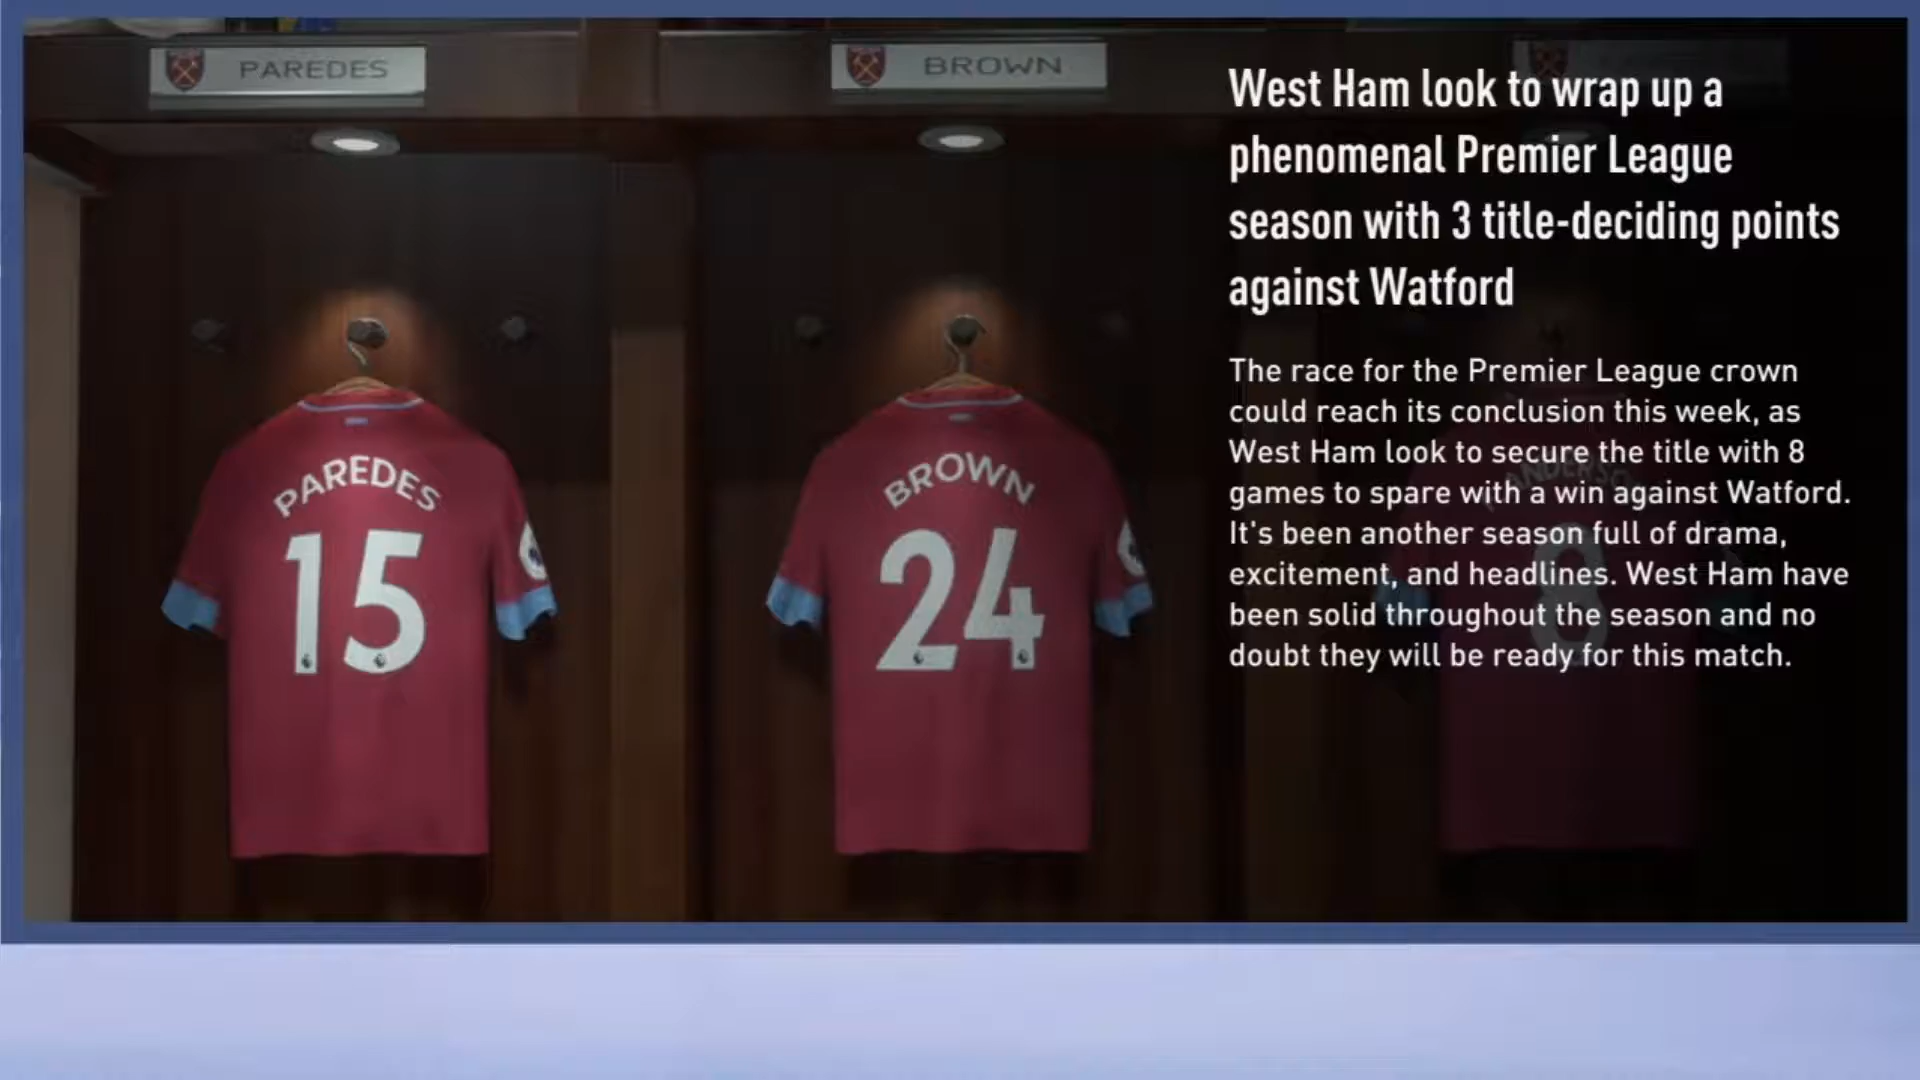 PAREDES
BROWN
West Ham look to wrap up a
phenomenal Premier League
season with 3 title-deciding points
against Watford
The race for the Premier League crown
could reach its conclusion this week, as
West Ham look to secure the title with 8
games to spare with a win against Watford.
It's been another season full of drama,
excitement, and headlines. West Ham have
been solid throughout the season and no
doubt they will be ready for this match.
PAREDES
15
BROWN
24
ANDERSON
8